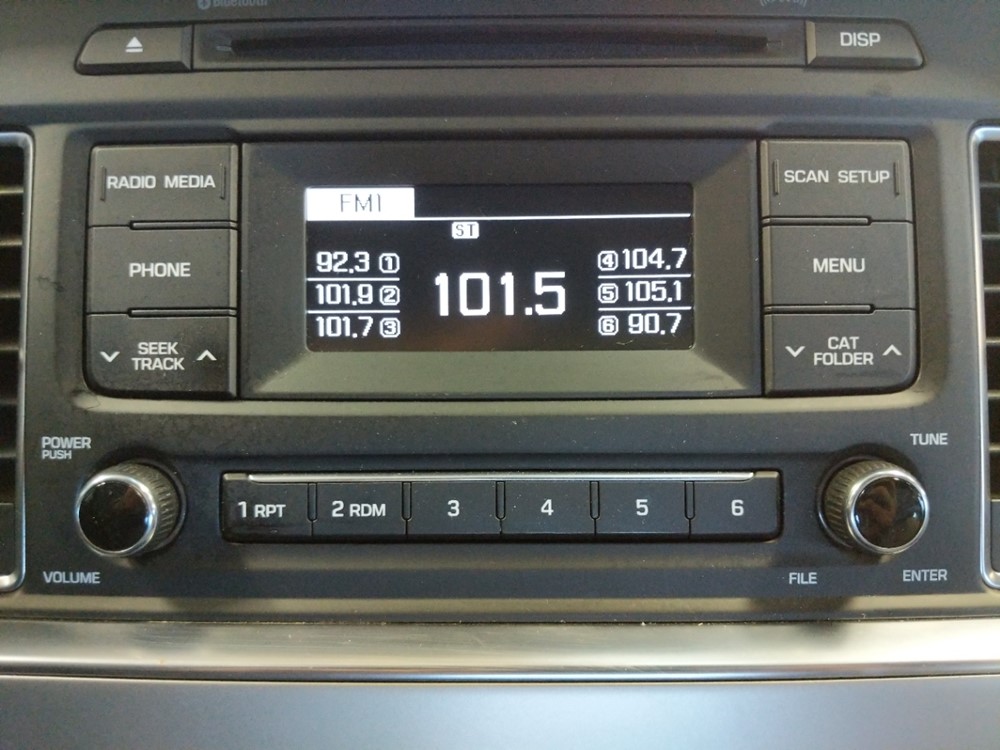 Bluetooth
DISP
RADIO MEDIA
SCAN SETUP
FM1
ST
PHONE
92.3 1
101.9 2
101.7 3
101.5
4 104.7
5 105.1
6 90.7
MENU
SEEK
TRACK
CAT
FOLDER
POWER
PUSH
TUNE
1 RPT
2 RDM
3
4
5
6
VOLUME
FILE
ENTER